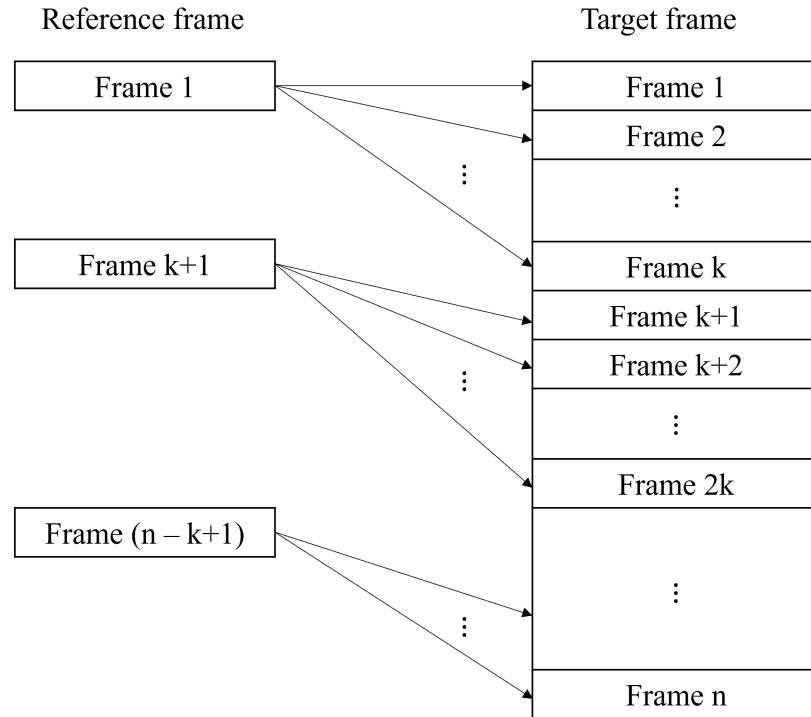 Reference frame
Target frame
Frame 1
Frame 1
Frame 2
⋮
⋮
Frame k+1
Frame k
Frame k+1
Frame k+2
⋮
⋮
Frame 2k
Frame (n – k+1)
⋮
⋮
Frame n